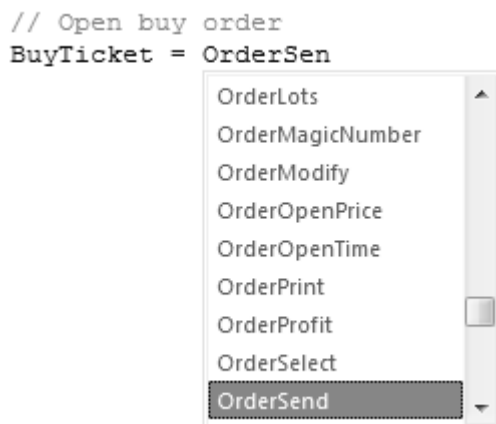 // Open buy order
BuyTicket = OrderSen
OrderLots
OrderMagicNumber
OrderModify
OrderOpenPrice
OrderOpenTime
OrderPrint
OrderProfit
OrderSelect
OrderSend